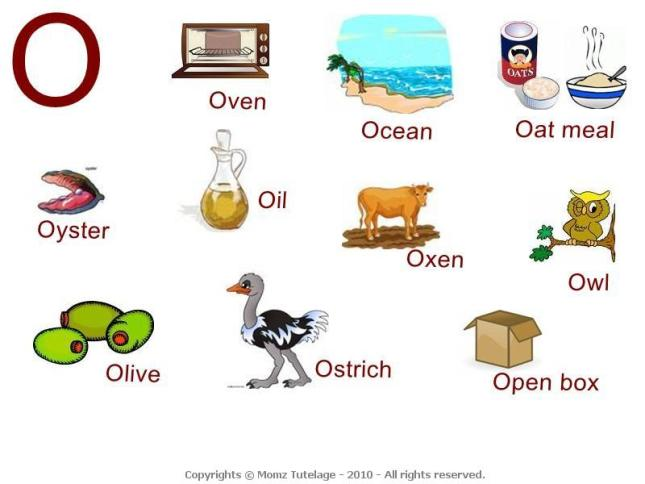 O
Oven
Ocean
OATS
Oat meal
oyster
Oyster
Oil
Oxen
Owl
Olive
Ostrich
Open box
Copyrights © Momz Tutelage - 2010 - All rights reserved.